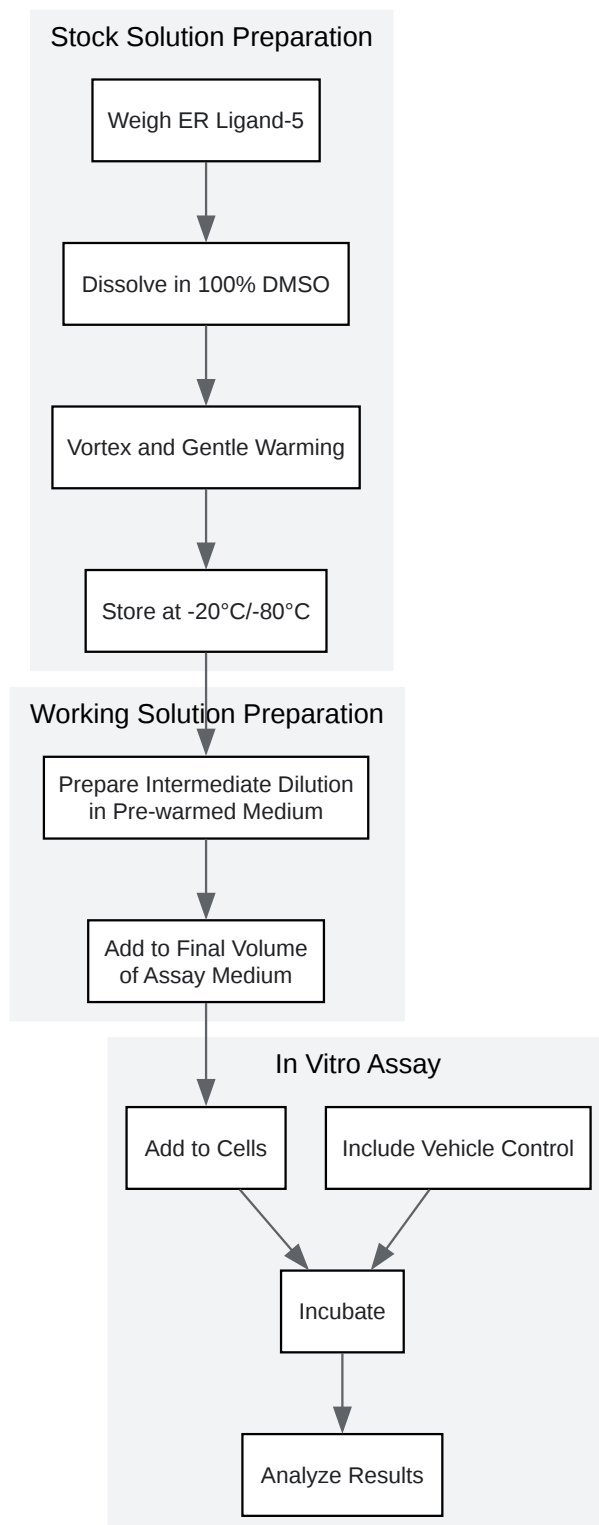 Stock Solution Preparation
Weigh ER Ligand-5
Dissolve in 100% DMSO
Vortex and Gentle Warming
Store at -20°C/-80°C
Working Solution Preparation
Prepare Intermediate Dilution
in Pre-warmed Medium
Add to Final Volume
of Assay Medium
In Vitro Assay
Add to Cells
Include Vehicle Control
Incubate
Analyze Results